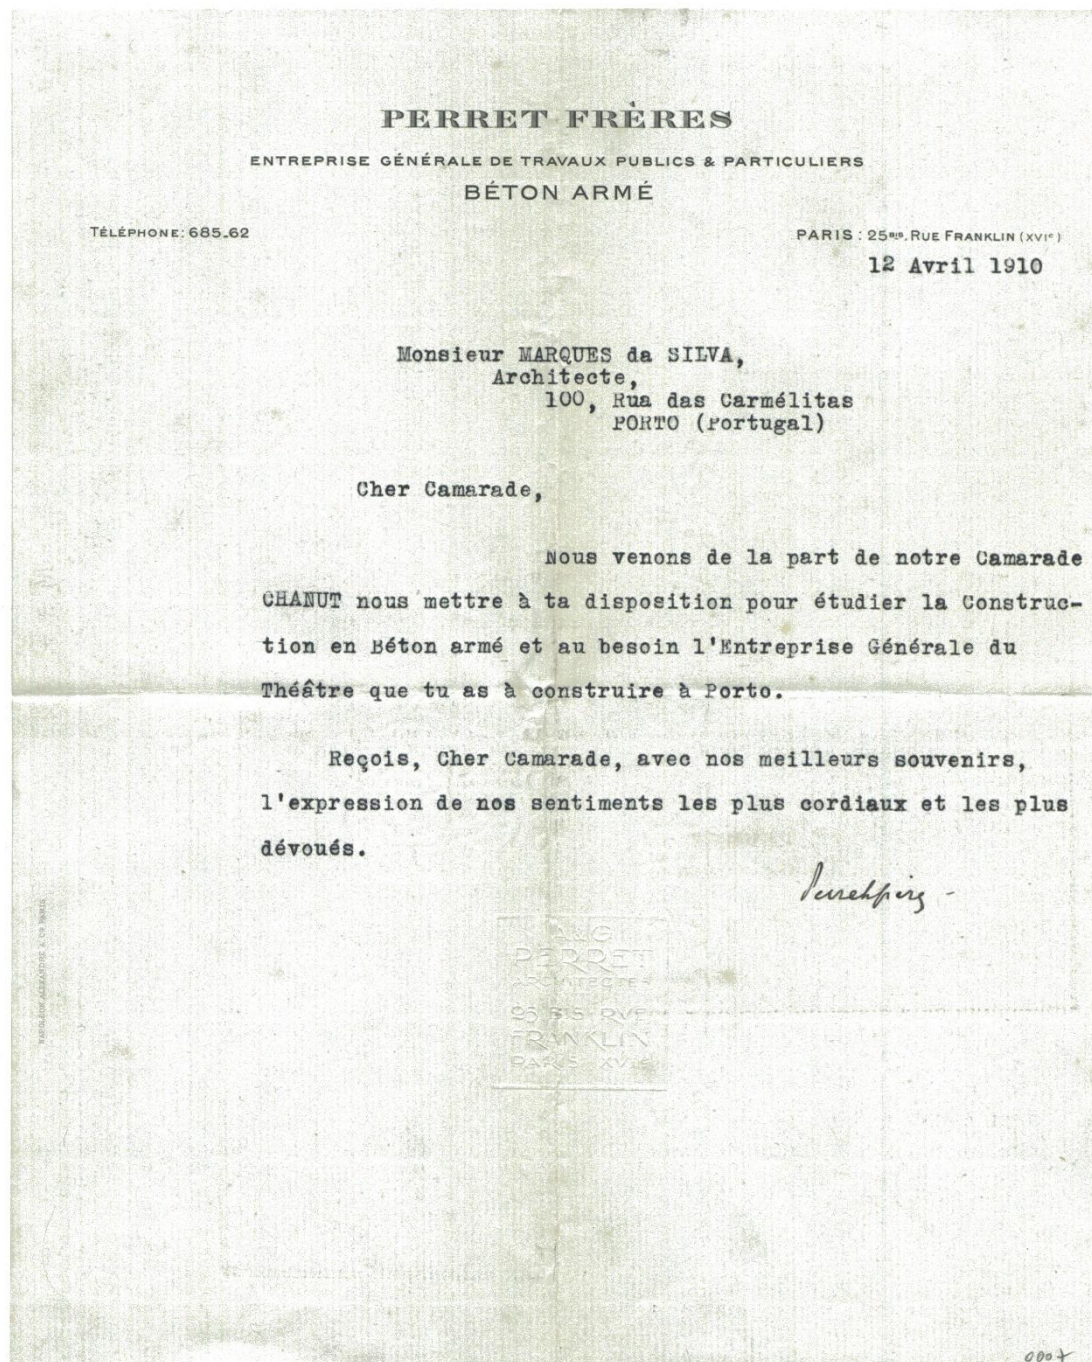 PERRET FRÈRES
ENTREPRISE GÉNÉRALE DE TRAVAUX PUBLICS & PARTICULIERS
BÉTON ARMÉ
TÉLÉPHONE: 685-62
PARIS : 25BIS, RUE FRANKLIN (XVIe)
12 Avril 1910
Monsieur MARQUES da SILVA,
Architecte,
100, Rua das Carmélitas
PORTO (Portugal)
Cher Camarade,
Nous venons de la part de notre Camarade
CHANUT nous mettre à ta disposition pour étudier la Construc-
tion en Béton armé et au besoin l'Entreprise Générale du
Théâtre que tu as à construire à Porto.
Reçois, Cher Camarade, avec nos meilleurs souvenirs,
l'expression de nos sentiments les plus cordiaux et les plus
dévoués.
A&G
PERRET
ARCHITECTES
25 BIS RVE
FRANKLIN
PARIS XVIe